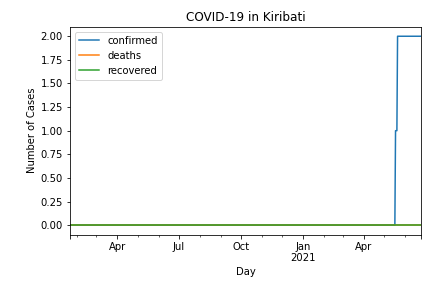 COVID-19 in Kiribati
confirmed
deaths
recovered
Number of Cases
2.00
1.75
1.50
1.25
1.00
0.75
0.50
0.25
0.00
Apr Jul Oct Jan Apr
2021
Day